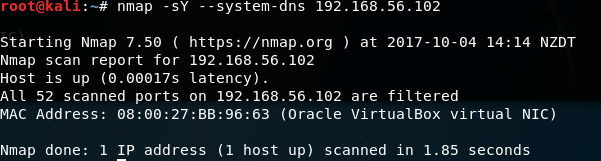 root@kali:~# nmap -sY --system-dns 192.168.56.102
Starting Nmap 7.50 ( https://nmap.org ) at 2017-10-04 14:14 NZDT
Nmap scan report for 192.168.56.102
Host is up (0.00017s latency).
All 52 scanned ports on 192.168.56.102 are filtered
MAC Address: 08:00:27:BB:96:63 (Oracle VirtualBox virtual NIC)
Nmap done: 1 IP address (1 host up) scanned in 1.85 seconds